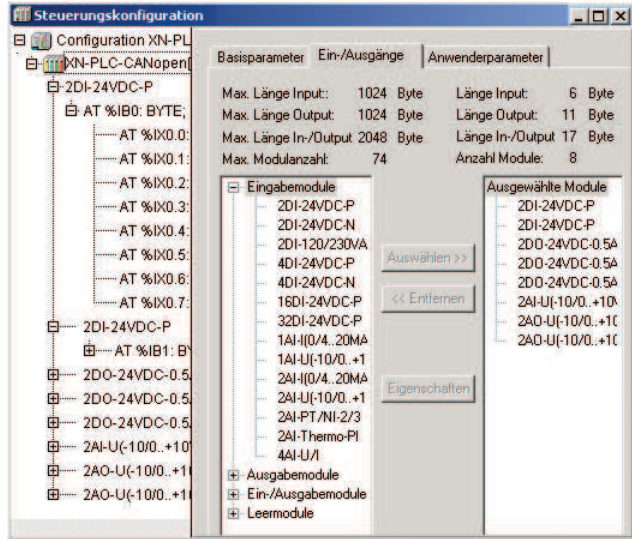 Steuerungskonfiguration
Configuration XN-PL
XN-PLC-CANopen[
2DI-24VDC-P
AT %IB0: BYTE;
AT %IX0.0:
AT %IX0.1:
AT %IX0.2:
AT %IX0.3:
AT %IX0.4:
AT %IX0.5:
AT %IX0.6:
AT %IX0.7:
2DI-24VDC-P
AT %IB1: BY
2DO-24VDC-0.5A
2DO-24VDC-0.5A
2DO-24VDC-0.5A
2AI-U(-10/0..+10V
2AO-U(-10/0..+10
2AO-U(-10/0..+10
Basisparameter Ein-/Ausgänge Anwenderparameter
Max. Länge Input:: 1024 Byte Länge Input: 6 Byte
Max. Länge Output: 1024 Byte Länge Output: 11 Byte
Max. Länge In-/Output 2048 Byte Länge In-/Output 17 Byte
Max. Modulanzahl: 74 Anzahl Module: 8
Eingabemodule
2DI-24VDC-P
2DI-24VDC-N
2DI-120/230VA
4DI-24VDC-P
4DI-24VDC-N
16DI-24VDC-P
32DI-24VDC-P
1AI-I(0/4..20MA
1AI-U(-10/0..+1
2AI-I(0/4..20MA
2AI-U(-10/0..+1
2AI-PT/NI-2/3
2AI-Thermo-PI
4AI-U/I
Ausgabemodule
Ein-/Ausgabemodule
Leermodule
Auswählen >>
<< Entfernen
Eigenschaften
Ausgewählte Module
2DI-24VDC-P
2DI-24VDC-P
2DO-24VDC-0.5A
2DO-24VDC-0.5A
2DO-24VDC-0.5A
2AI-U(-10/0..+10V
2AO-U(-10/0..+1(
2AO-U(-10/0..+1(